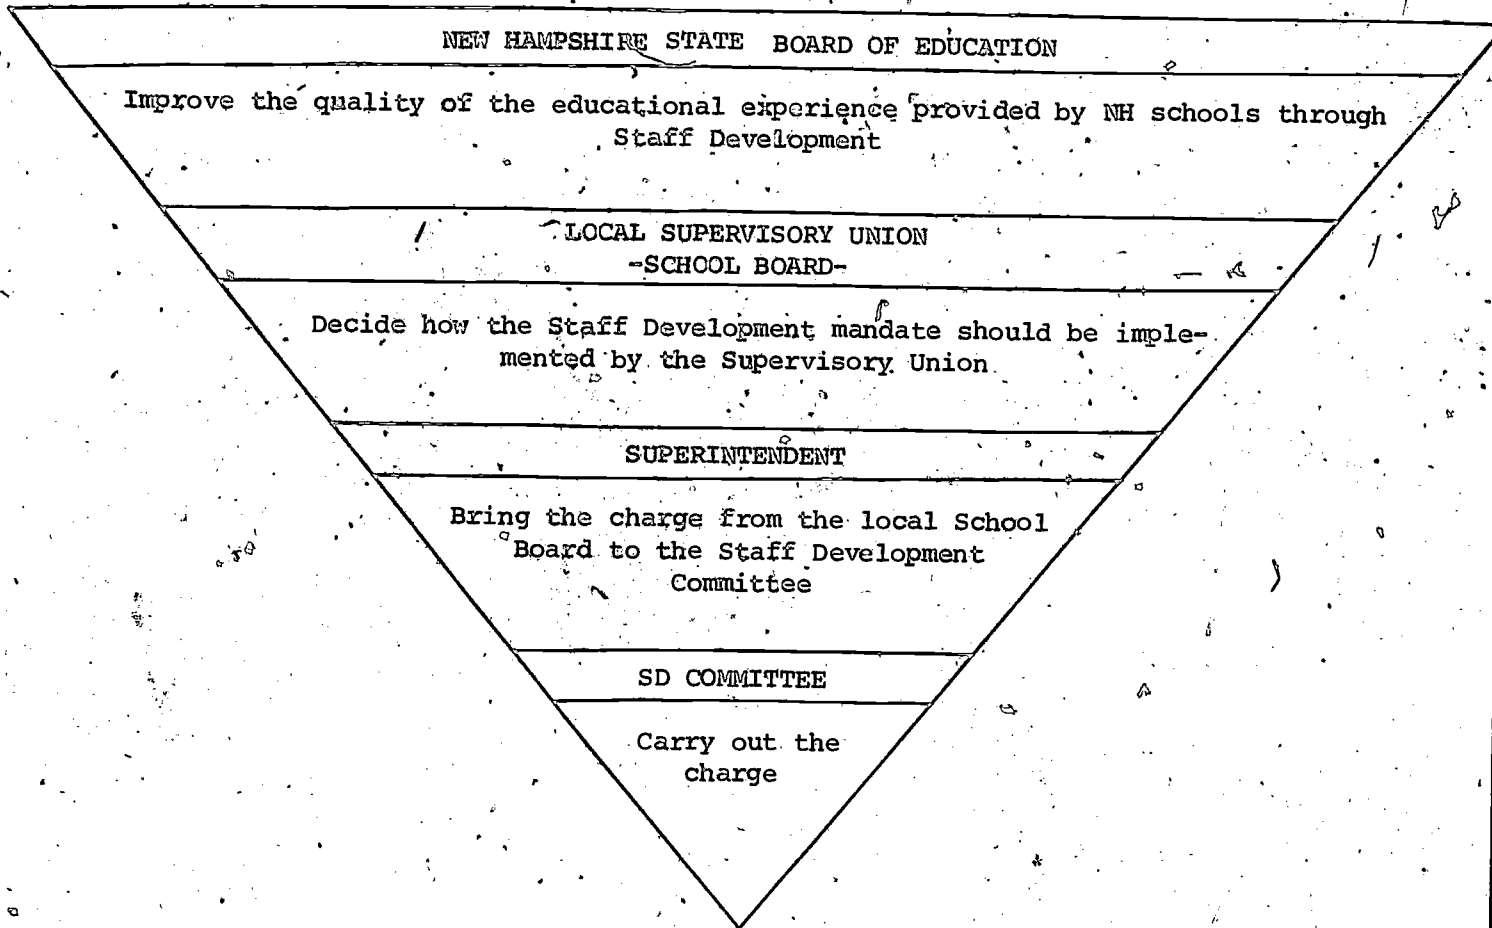 NEW HAMPSHIRE STATE BOARD OF EDUCATION
Improve the quality of the educational experience provided by NH schools through
Staff Development
LOCAL SUPERVISORY UNION
-SCHOOL BOARD-
Decide how the Staff Development mandate should be imple-
mented by the Supervisory Union
SUPERINTENDENT
Bring the charge from the local School
Board to the Staff Development
Committee
SD COMMITTEE
Carry out the
charge